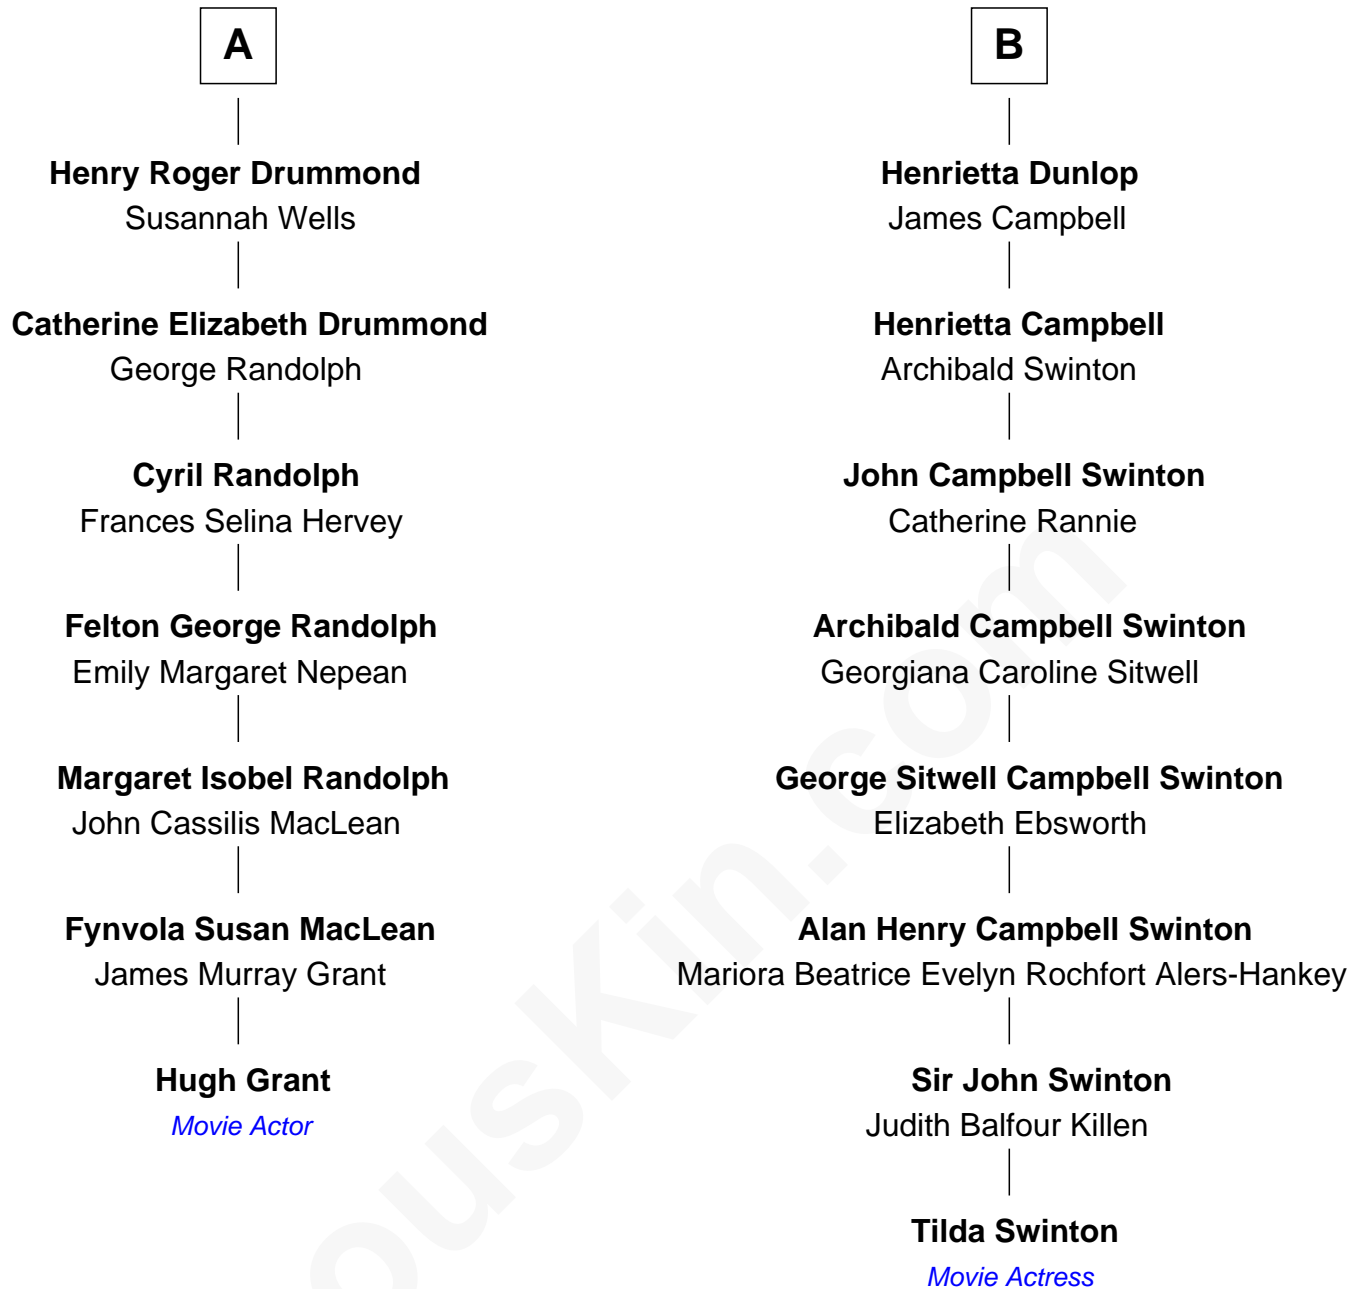 A
Henry Roger Drummond
Susannah Wells
Catherine Elizabeth Drummond
George Randolph
Cyril Randolph
Frances Selina Hervey
Felton George Randolph
Emily Margaret Nepean
Margaret Isobel Randolph
John Cassilis MacLean
Fynvola Susan MacLean
James Murray Grant
Hugh Grant
Movie Actor
B
Henrietta Dunlop
James Campbell
Henrietta Campbell
Archibald Swinton
John Campbell Swinton
Catherine Rannie
Archibald Campbell Swinton
Georgiana Caroline Sitwell
George Sitwell Campbell Swinton
Elizabeth Ebsworth
Alan Henry Campbell Swinton
Mariora Beatrice Evelyn Rochfort Alers-Hankey
Sir John Swinton
Judith Balfour Killen
Tilda Swinton
Movie Actress
ousKin.com